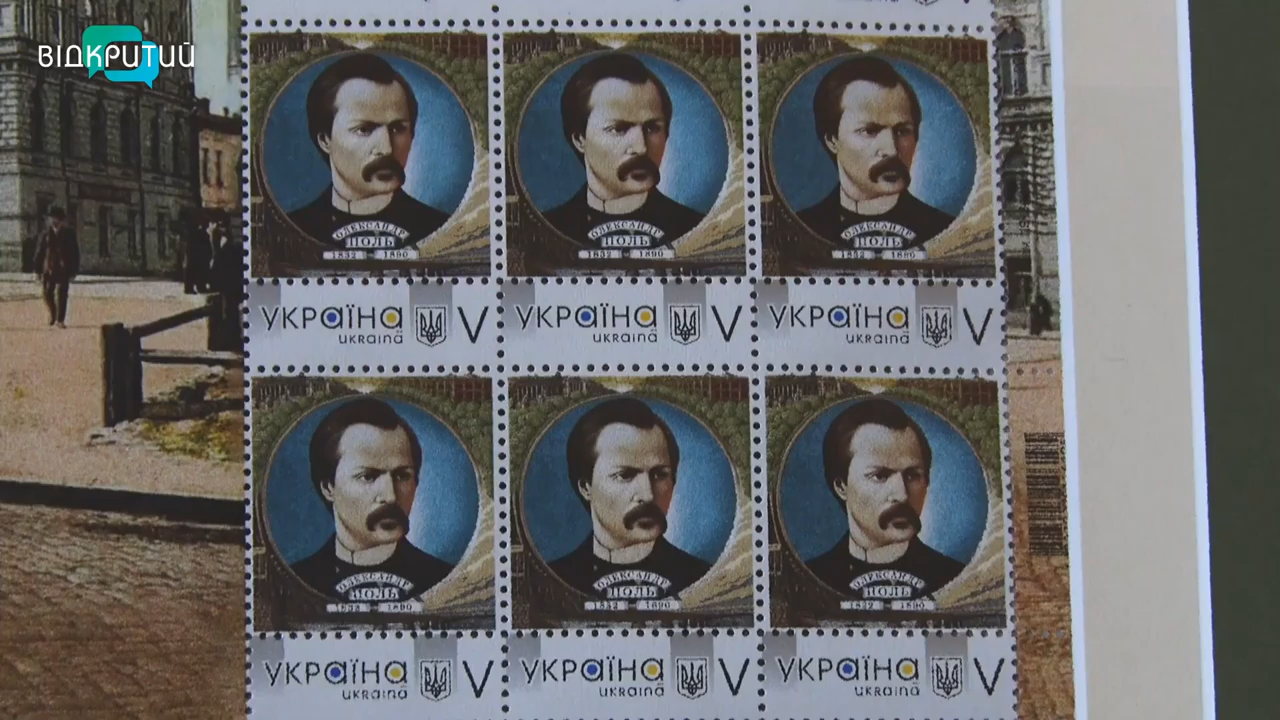 ВІДКРИТИЙ
ОЛЕКСАНДР
ПОЛЬ
1832 1890
ОЛЕКСАНДР
ПОЛЬ
1832 1890
ОЛЕКСАНДР
ПОЛЬ
1832 1890
УКРАЇНА
UKRAINA
V
УКРАЇНА
UKRAINA
V
УКРАЇНА
UKRAINA
V
ОЛЕКСАНДР
ПОЛЬ
1832 1890
ОЛЕКСАНДР
ПОЛЬ
1832 1890
ОЛЕКСАНДР
ПОЛЬ
1832 1890
УКРАЇНА
UKRAINA
V
УКРАЇНА
UKRAINA
V
УКРАЇНА
UKRAINA
V